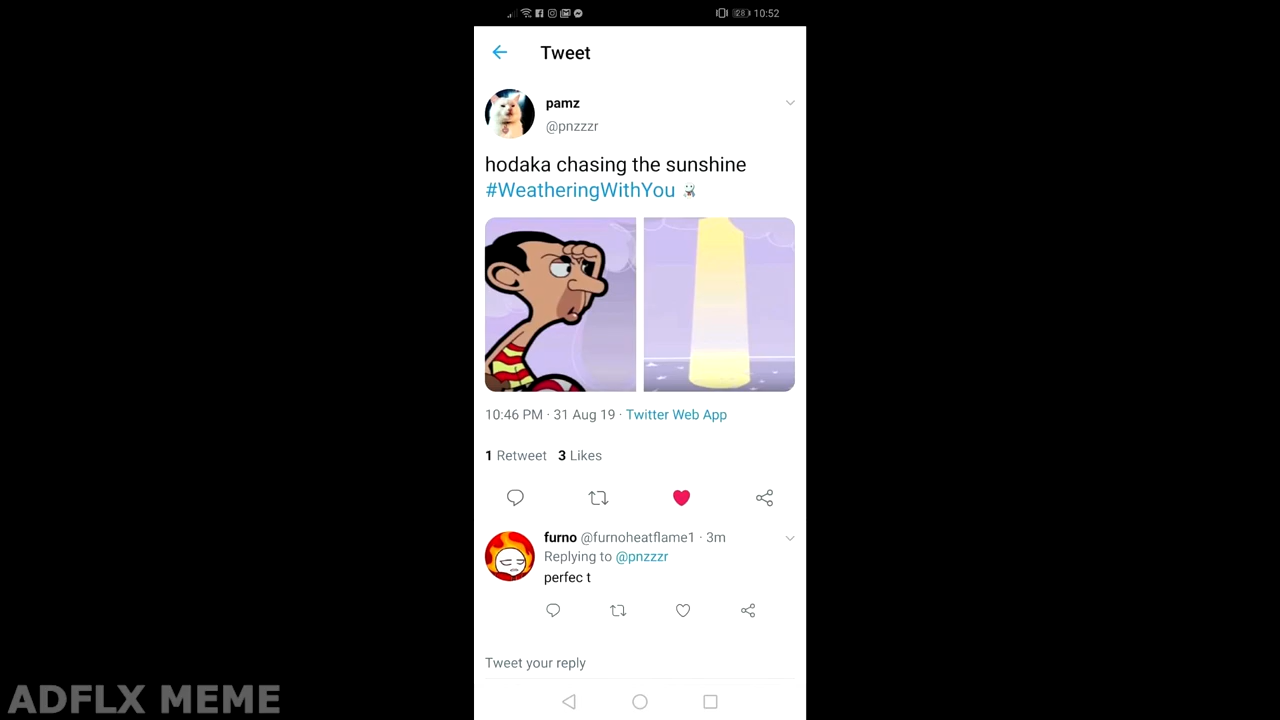 28 10:52
Tweet
pamz
@pnzzzr
hodaka chasing the sunshine
#WeatheringWithYou
10:46 PM · 31 Aug 19 · Twitter Web App
1 Retweet 3 Likes
furno @furnoheatflame1 · 3m
Replying to @pnzzzr
perfec t
Tweet your reply
ADFLX MEME